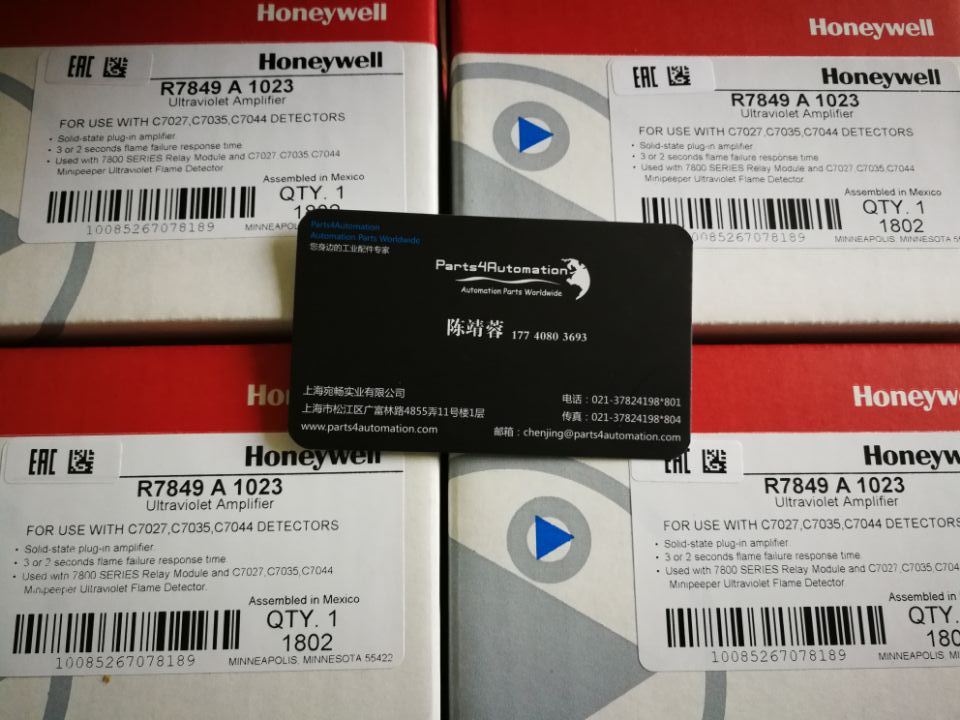 Honeywell
EAC
Honeywell
R7849 A 1023
Ultraviolet Amplifier
FOR USE WITH C7027,C7035,C7044 DETECTORS
• Solid-state plug-in amplifier.
• 3 or 2 seconds flame failure response time
• Used with 7800 SERIES Relay Module and C7027,C7035,C7044
Minipeeper Ultraviolet Flame Detector
Assembled in Mexico
QTY. 1
10085267078189
Honeywell
EAC
Honeywell
R7849 A 1023
Ultraviolet Amplifier
FOR USE WITH C7027,C7035,C7044 DETECTORS
• Solid-state plug-in amplifier.
• 3 or 2 seconds flame failure response time
• Used with 7800 SERIES Relay Module and C7027,C7035,C7044
Minipeeper Ultraviolet Flame Detector.
Assembled in Mexico
QTY. 1
1802
0085267078189
MINNEAPOLIS, MINNESOTA
Parts4Automation
Automation Parts Worldwide
您身边的工业配件专家
Parts4Automation
Automation Parts Worldwide
陈靖蓉 177 4080 3693
上海宛畅实业有限公司
上海市松江区广富林路4855弄11号楼1层
www.parts4automation.com
电话:021-37824198*801
传真:021-37824198*804
邮箱:chenjing@parts4automation.com
EAC
Honeywell
R7849 A 1023
Ultraviolet Amplifier
FOR USE WITH C7027,C7035,C7044 DETECTORS
• Solid-state plug-in amplifier.
• 3 or 2 seconds flame failure response time.
• Used with 7800 SERIES Relay Module and C7027,C7035,C7044
Minipeeper Ultraviolet Flame Detector.
Assembled in Mexico
QTY. 1
1802
10085267078189
MINNEAPOLIS, MINNESOTA 55422
Honeyw
EAC
Honeyw
R7849 A 1023
Ultraviolet Amplifier
FOR USE WITH C7027,C7035,C7044 DETECTORS
• Solid-state plug-in amplifier.
• 3 or 2 seconds flame failure response time.
• Used with 7800 SERIES Relay Module and C7027,C7035,C704
Minipeeper Ultraviolet Flame Detector.
Assembled in
QTY.
180
10085267078189
MINNEAPOLIS, MINNES